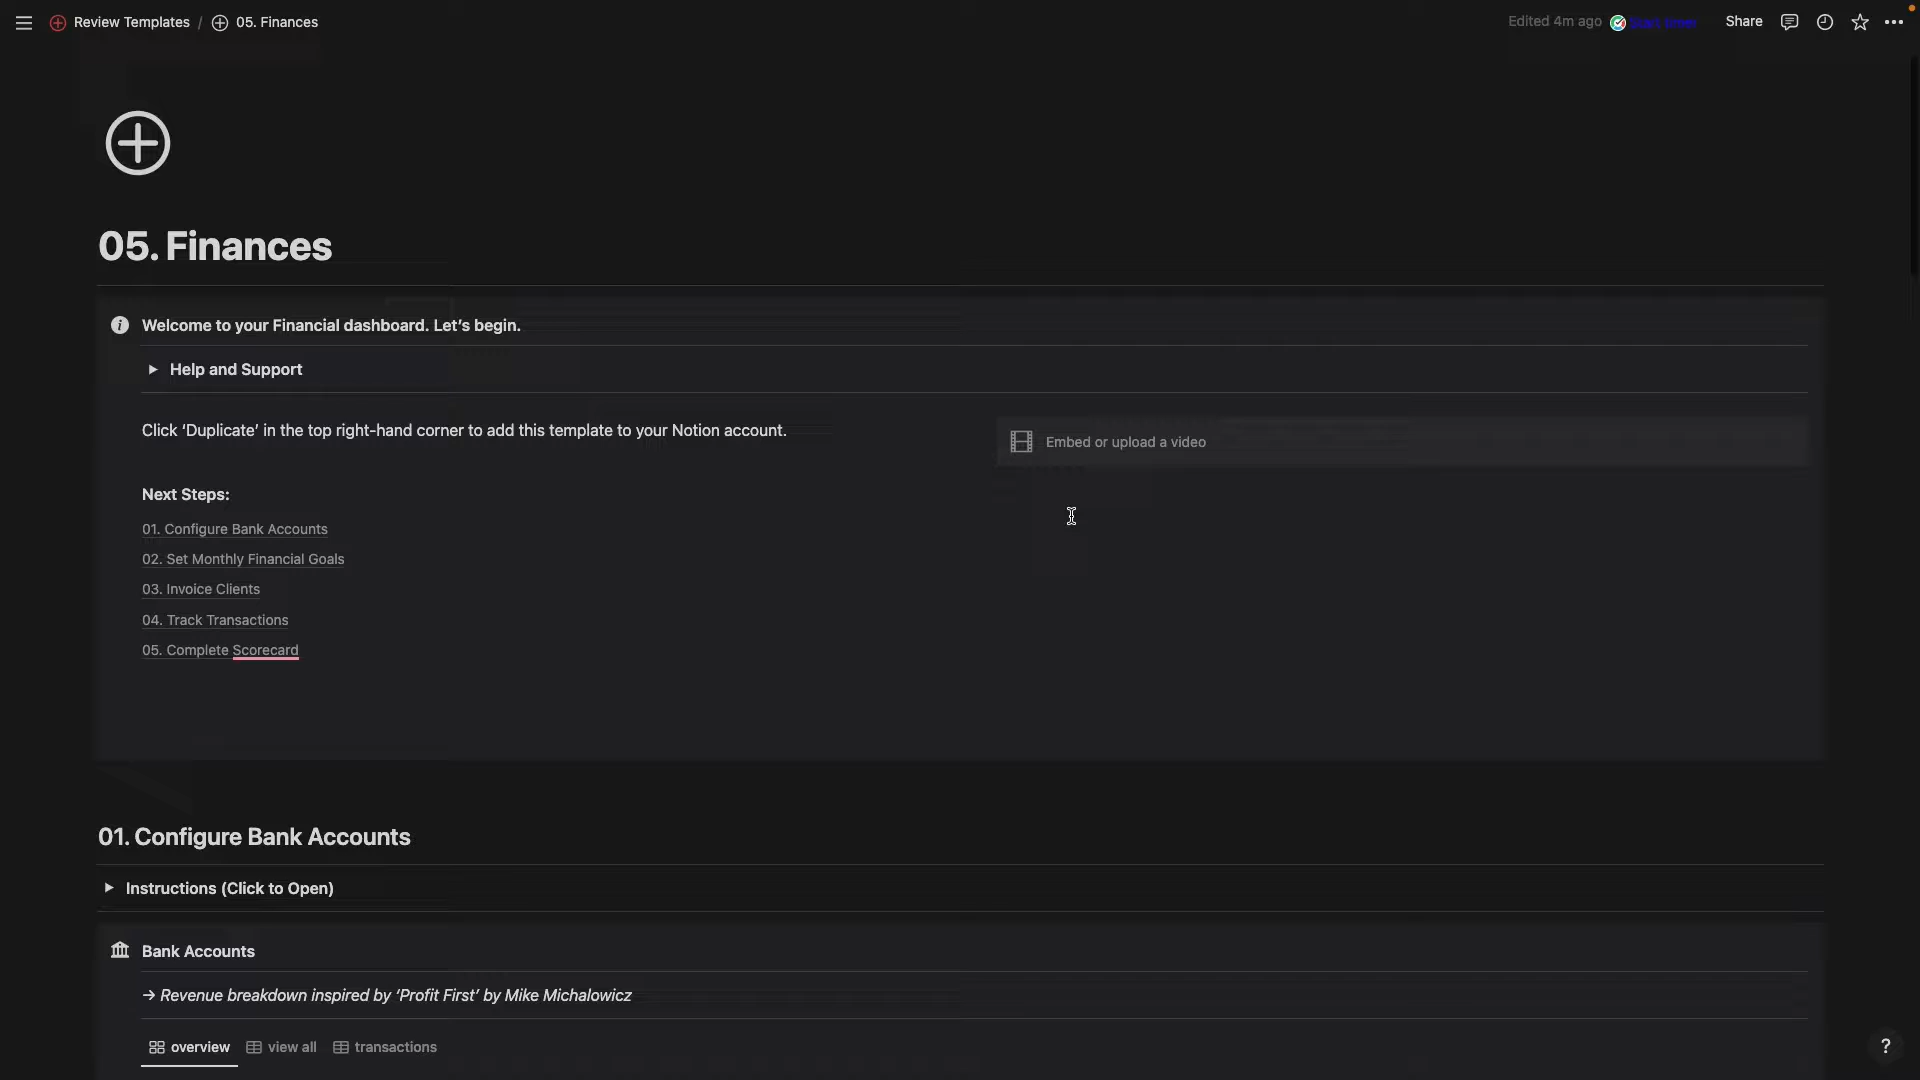 Review Templates / 05. Finances
Edited 4m ago
Share
05. Finances
Welcome to your Financial dashboard. Let's begin.
Help and Support
Click 'Duplicate' in the top right-hand corner to add this template to your Notion account.
Embed or upload a video
Next Steps:
01. Configure Bank Accounts
02. Set Monthly Financial Goals
03. Invoice Clients
04. Track Transactions
05. Complete Scorecard
01. Configure Bank Accounts
Instructions (Click to Open)
Bank Accounts
→ Revenue breakdown inspired by 'Profit First' by Mike Michalowicz
overview view all transactions
?